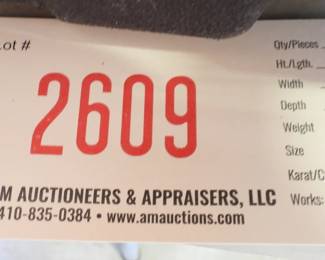 Lot #
2609
M AUCTIONEERS & APPRAISERS, LLC
410-835-0384 • www.amauctions.com
Qty/Pieces
Ht./Lgth.
Width
Depth
Weight
Size
Karat/C
Works: